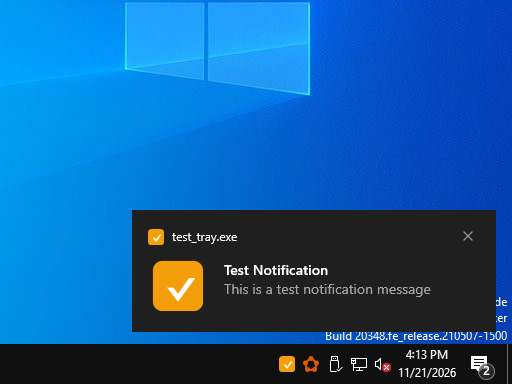 test_tray.exe
Test Notification
This is a test notification message
Build 20348.fe_release.210507-1500
4:13 PM
11/21/2026
2